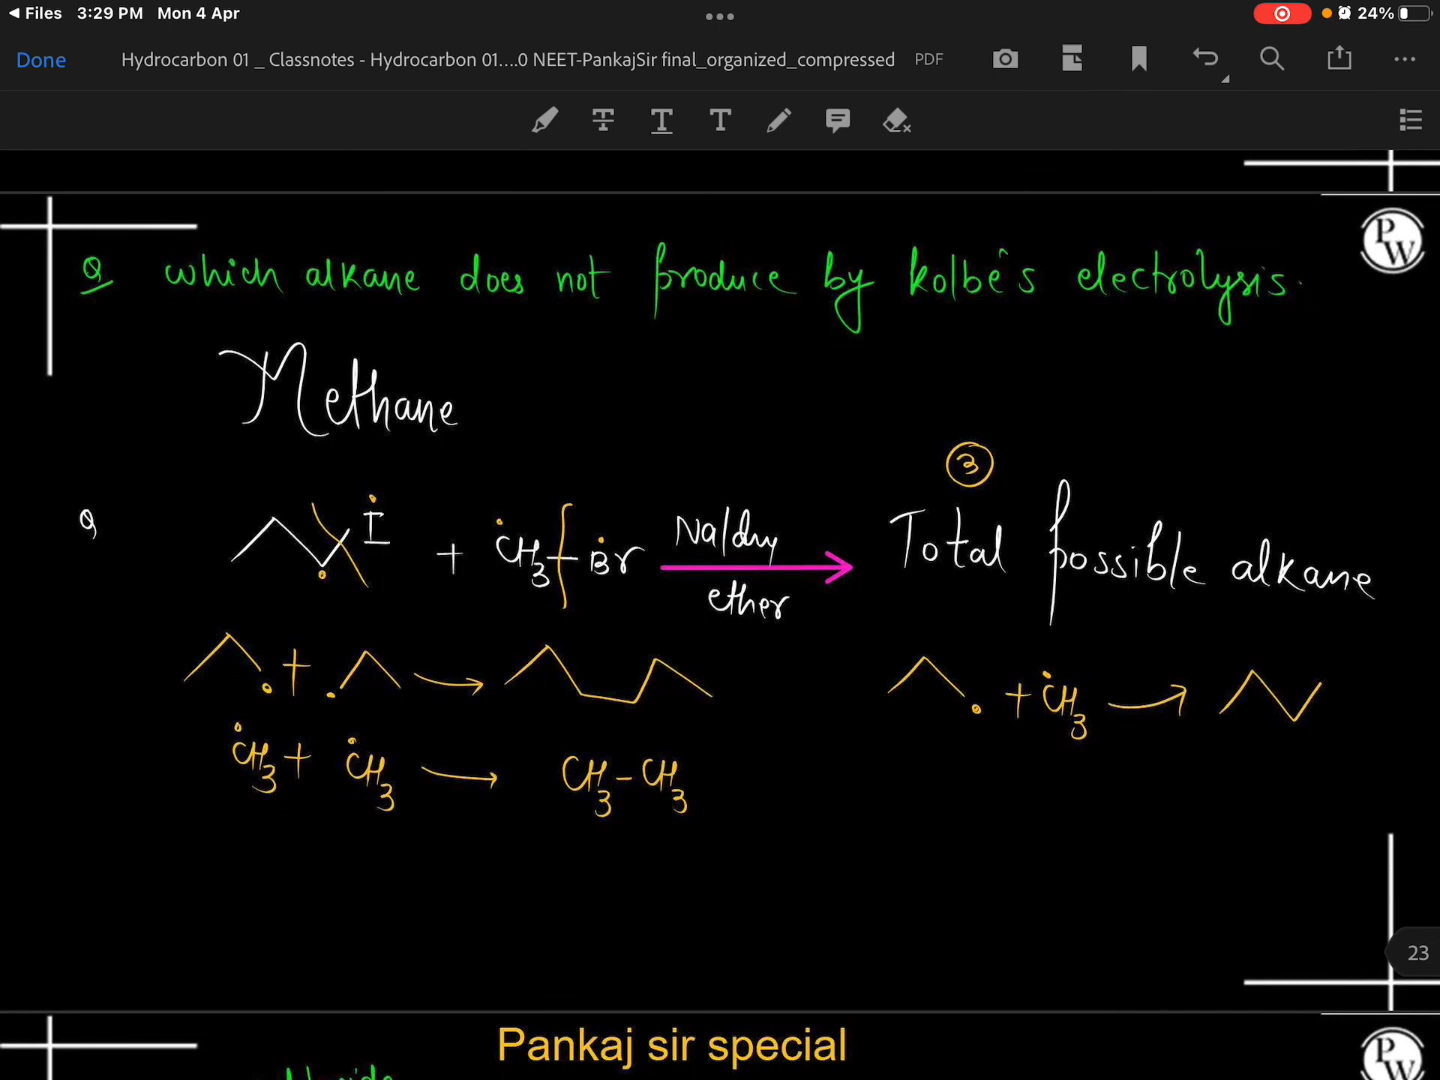 Files 3:29 PM Mon 4 Apr 24%
Done Hydrocarbon 01 _ Classnotes - Hydrocarbon 01....0 NEET-PankajSir final_organized_compressed PDF
T T T
PW
Q which alkane does not produce by kolbe's electrolysis.
Methane
3
Q I + CH3 Br Na/dry ether Total possible alkane
+ + CH3
CH3 + CH3 CH3 - CH3
23
Pankaj sir special
PW